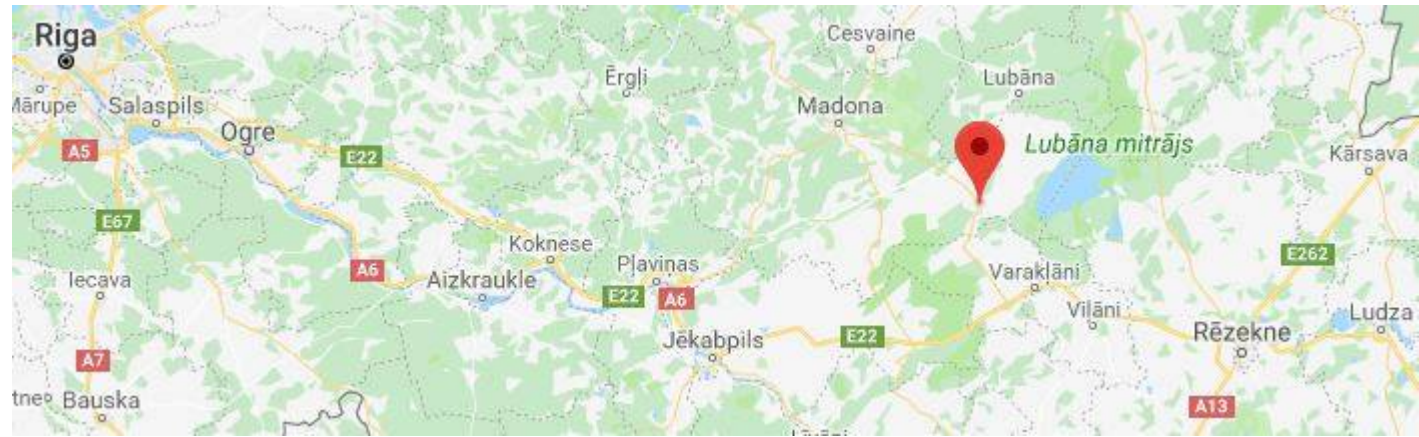 Riga
Cesvaine
Ērgļi
Lubāna
Mārupe
Salaspils
Madona
Ogre
Lubāna mitrājs
A5
E22
Kārsava
E67
Koknese
E262
Iecava
A6
Aizkraukle
Pļaviņas
Varakļāni
E22
A6
Viļāni
Ludza
Jēkabpils
E22
Rēzekne
A7
Bauska
A13